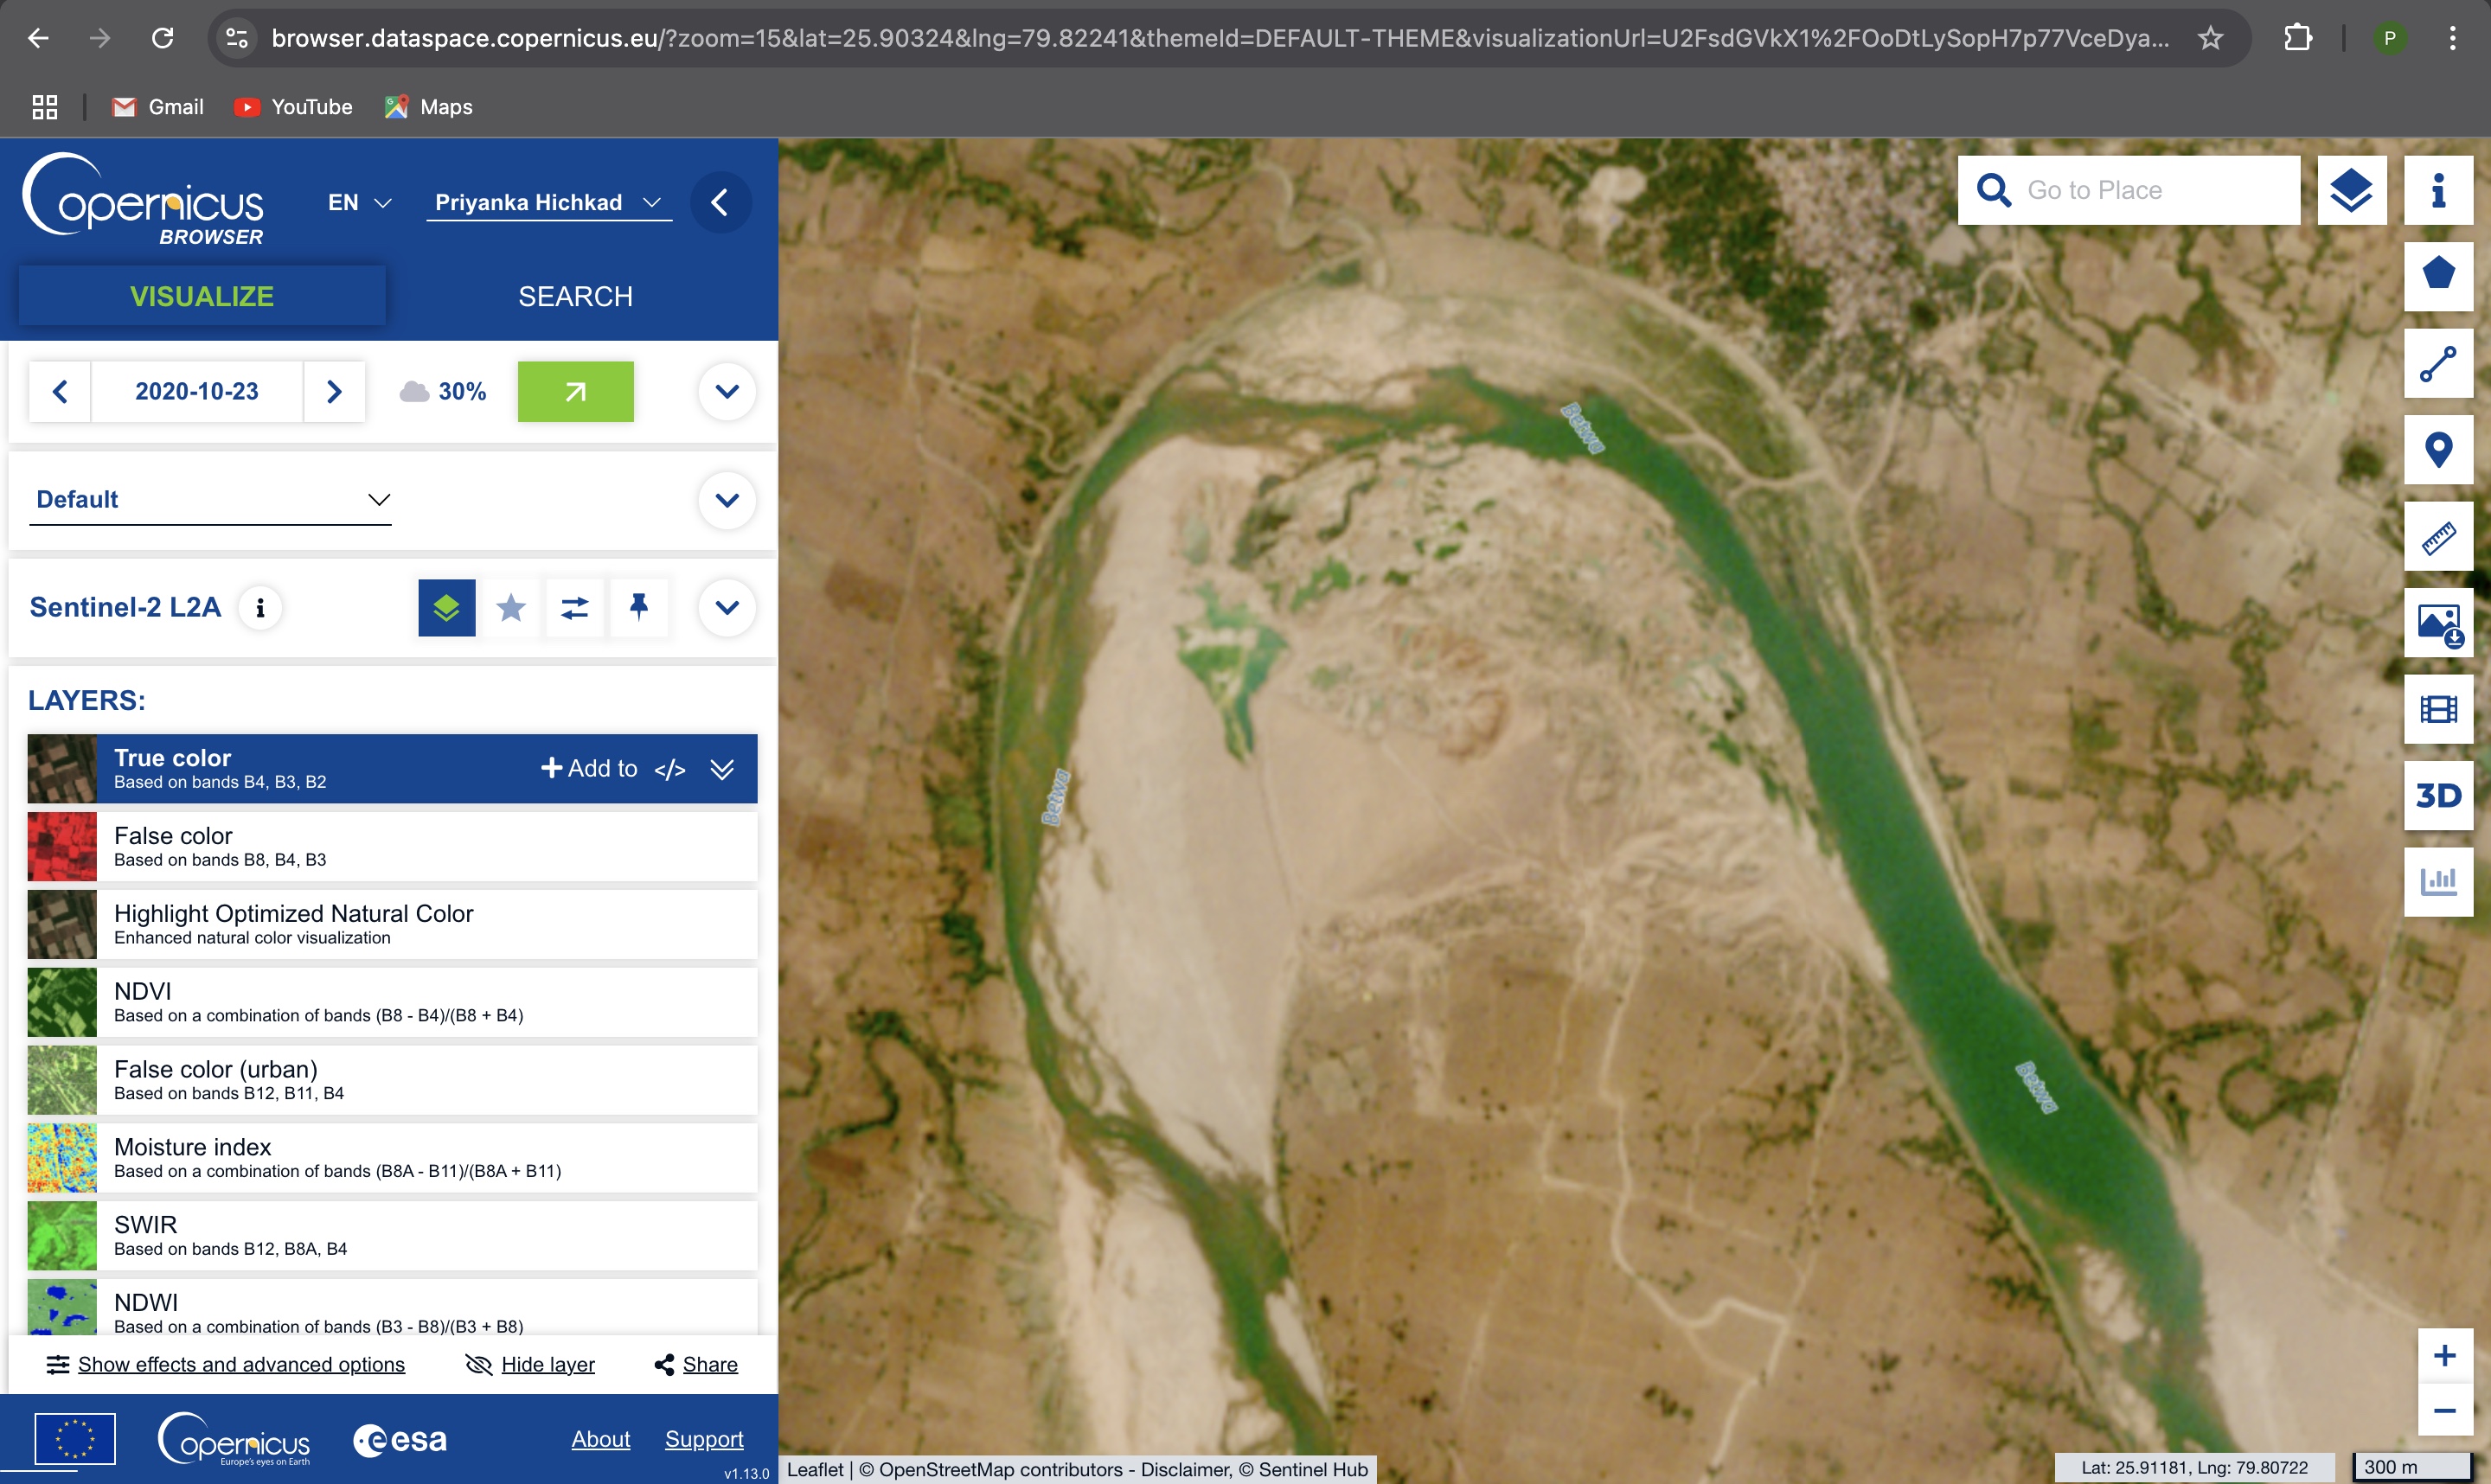 browser.dataspace.copernicus.eu/?zoom=15&lat=25.90324&lng=79.82241&themeId=DEFAULT-THEME&visualizationUrl=U2FsdGVkX1%2FOoDtLySopH7p77VceDya...
P
Gmail
YouTube
Maps
Copernicus
BROWSER
EN
Priyanka Hichkad
VISUALIZE
SEARCH
Go to Place
2020-10-23
30%
Default
Sentinel-2 L2A
LAYERS:
True color
Based on bands B4, B3, B2
Add to </>
False color
Based on bands B8, B4, B3
Highlight Optimized Natural Color
Enhanced natural color visualization
NDVI
Based on a combination of bands (B8 - B4)/(B8 + B4)
False color (urban)
Based on bands B12, B11, B4
Moisture index
Based on a combination of bands (B8A - B11)/(B8A + B11)
SWIR
Based on bands B12, B8A, B4
NDWI
Based on a combination of bands (B3 - B8)/(B3 + B8)
Show effects and advanced options
Hide layer
Share
Copernicus
Europe's eyes on Earth
esa
About
Support
v1.13.0
Betwa
Betwa
Betwa
3D
Leaflet | © OpenStreetMap contributors - Disclaimer, © Sentinel Hub
Lat: 25.91181, Lng: 79.80722
300 m